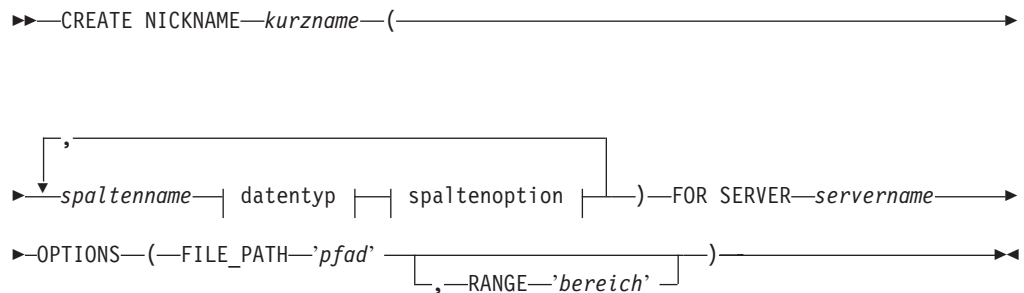 CREATE NICKNAME kurzname (
,
spaltenname datentyp spaltenoption ) FOR SERVER servername
OPTIONS ( FILE_PATH 'pfad' )
, RANGE 'bereich'